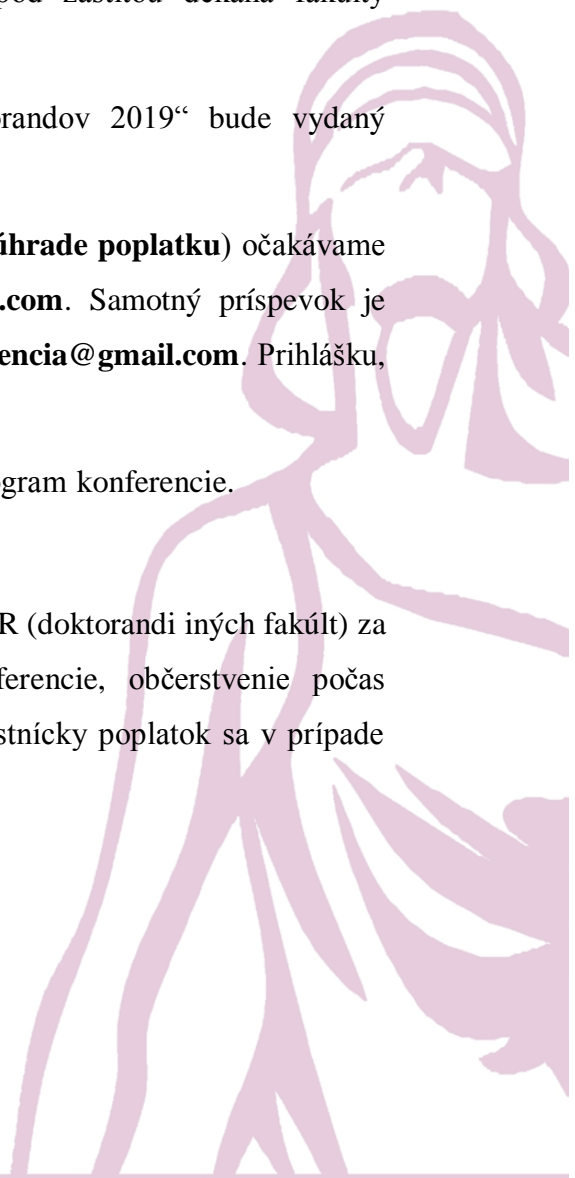 pod záštitou dekana fakulty
randov 2019“ bude vydaný
úhrade poplatku) očakávame
.com. Samotný príspevok je
encia@gmail.com. Prihlášku,
gram konferencie.
R (doktorandi iných fakúlt) za
ferencie, občerstvenie počas
stnícky poplatok sa v prípade